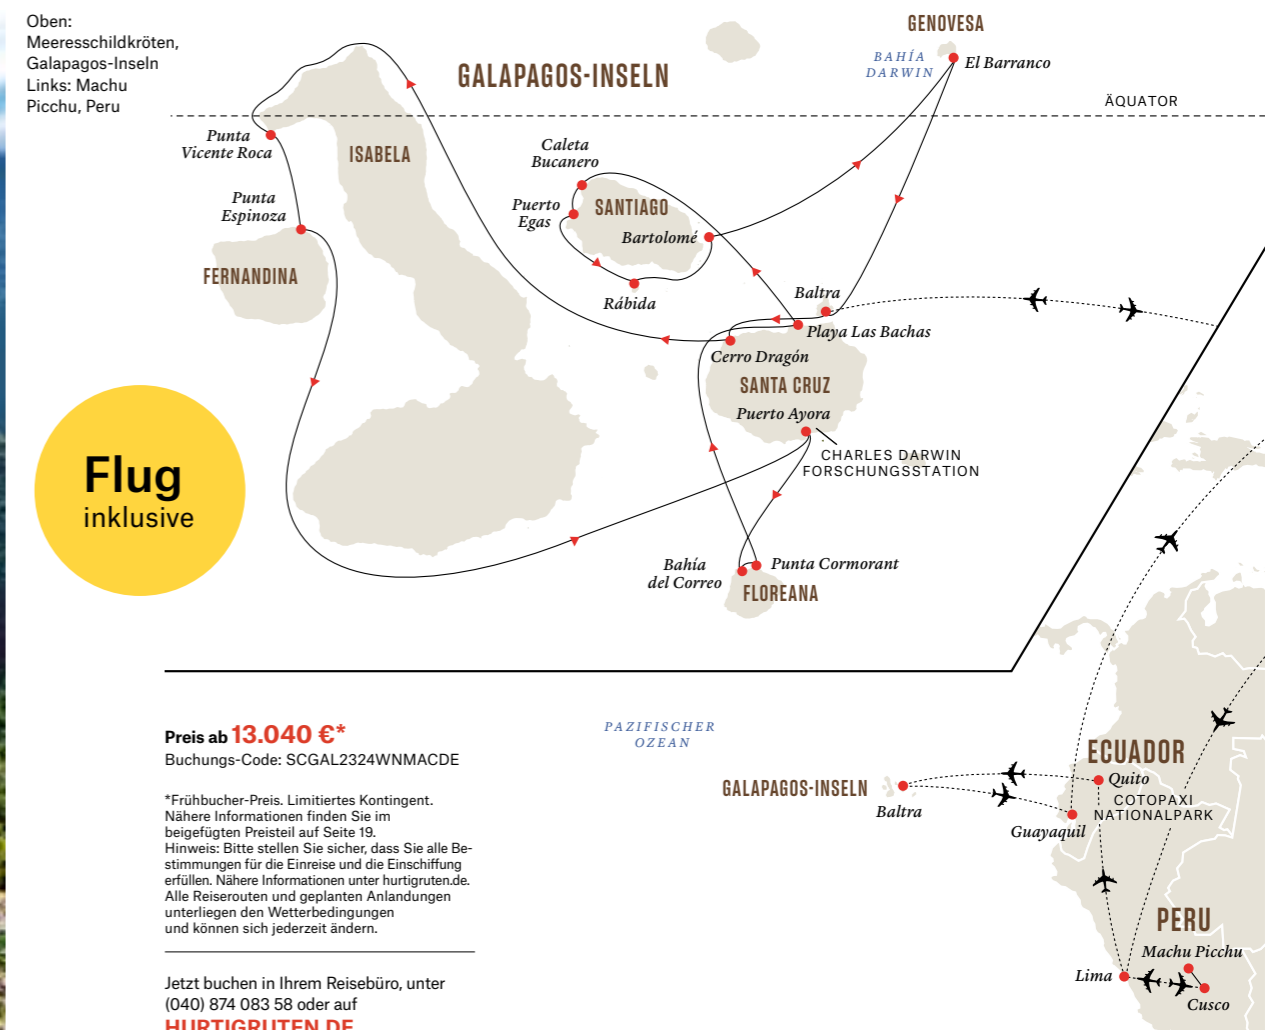 Oben:
Meeresschildkröten,
Galapagos-Inseln
Links: Machu
Picchu, Peru
GALAPAGOS-INSELN
GENOVESA
BAHÍA
DARWIN
El Barranco
ÄQUATOR
Punta
Vicente Roca
ISABELA
Caleta
Bucanero
Punta
Espinoza
Puerto
Egas
SANTIAGO
Bartolomé
FERNANDINA
Rábida
Baltra
Playa Las Bachas
Cerro Dragón
SANTA CRUZ
Puerto Ayora
CHARLES DARWIN
FORSCHUNGSSTATION
Flug
inklusive
Bahía
del Correo
Punta Cormorant
FLOREANA
Preis ab 13.040 €*
Buchungs-Code: SCGAL2324WNMACDE
*Frühbucher-Preis. Limitiertes Kontingent.
Nähere Informationen finden Sie im
beigefügten Preisteil auf Seite 19.
Hinweis: Bitte stellen Sie sicher, dass Sie alle Be-
stimmungen für die Einreise und die Einschiffung
erfüllen. Nähere Informationen unter hurtigruten.de.
Alle Reiserouten und geplanten Anlandungen
unterliegen den Wetterbedingungen
und können sich jederzeit ändern.
Jetzt buchen in Ihrem Reisebüro, unter
(040) 874 083 58 oder auf
HURTIGRUTEN.DE
PAZIFISCHER
OZEAN
GALAPAGOS-INSELN
Baltra
ECUADOR
Quito
COTOPAXI
NATIONALPARK
Guayaquil
PERU
Machu Picchu
Lima
Cusco